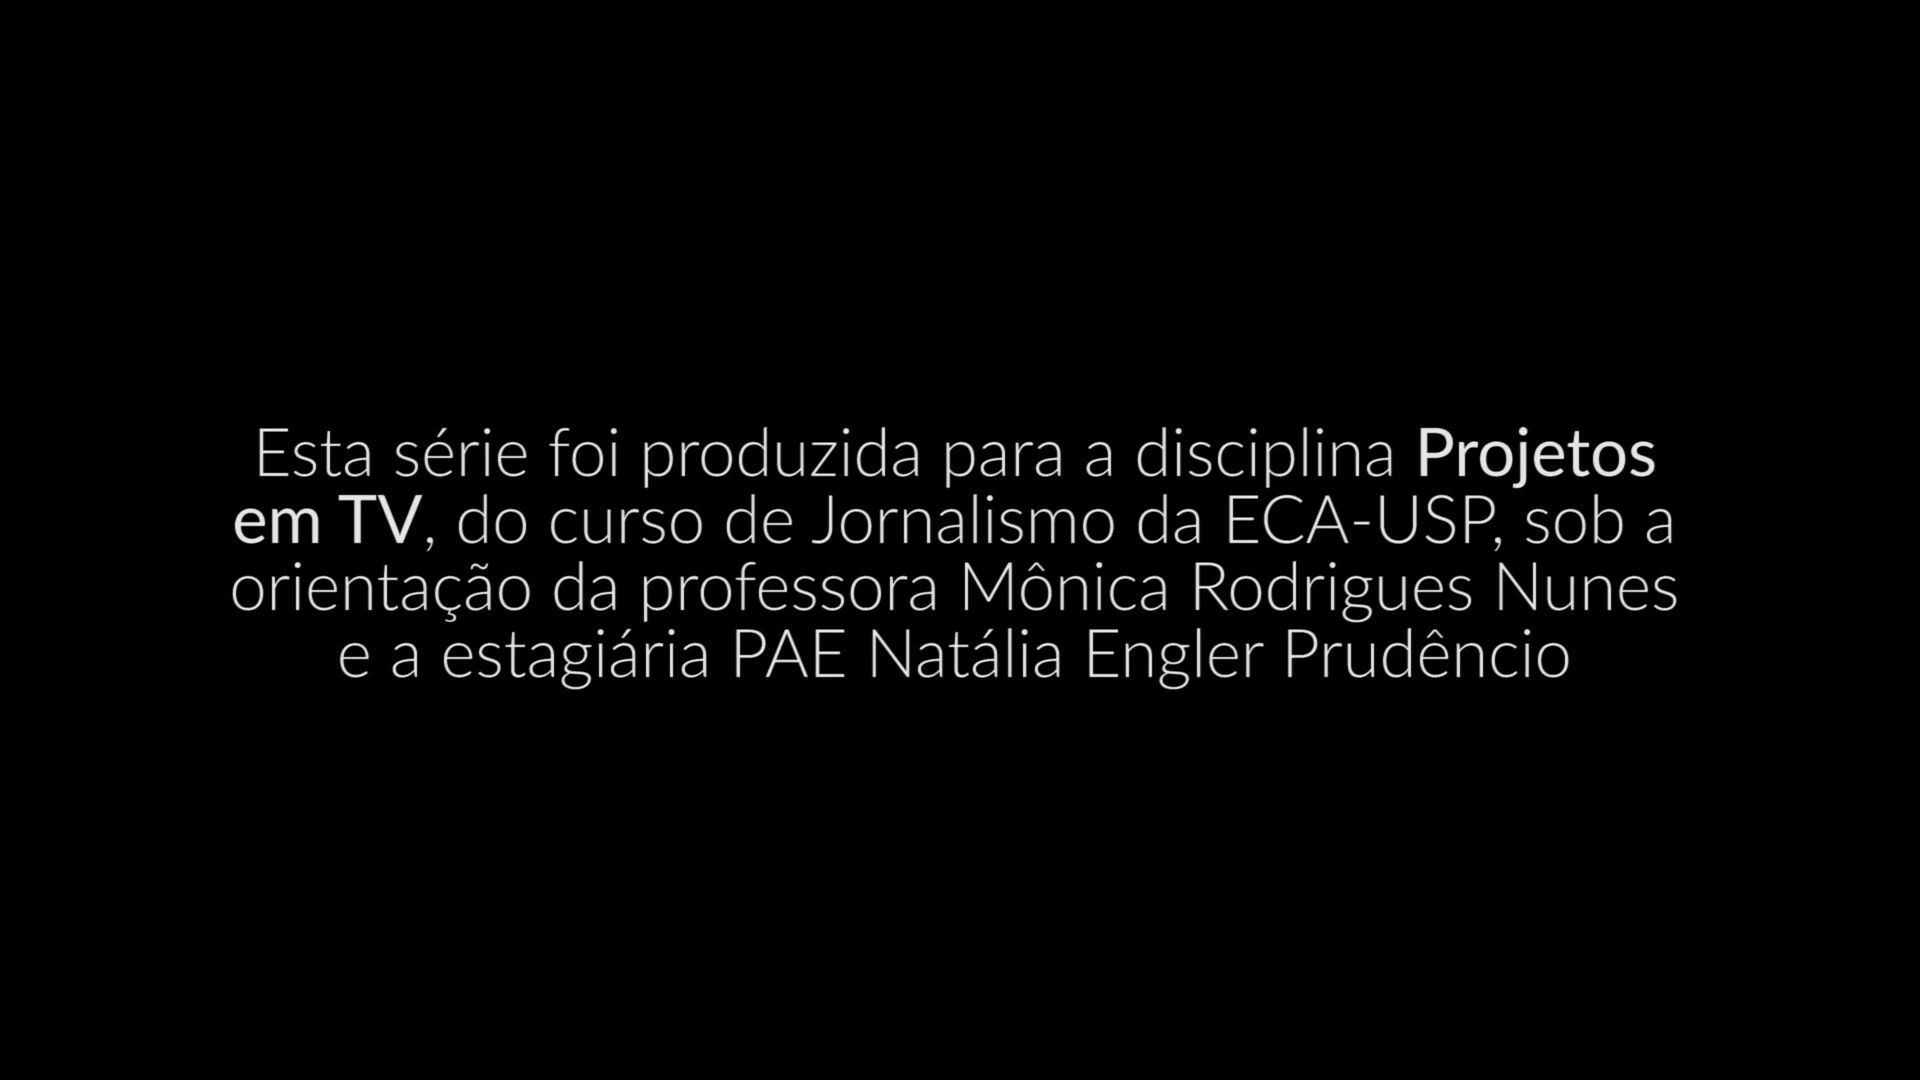 Esta série foi produzida para a disciplina Projetos
em TV, do curso de Jornalismo da ECA-USP, sob a
orientação da professora Mônica Rodrigues Nunes
e a estagiária PAE Natália Engler Prudêncio